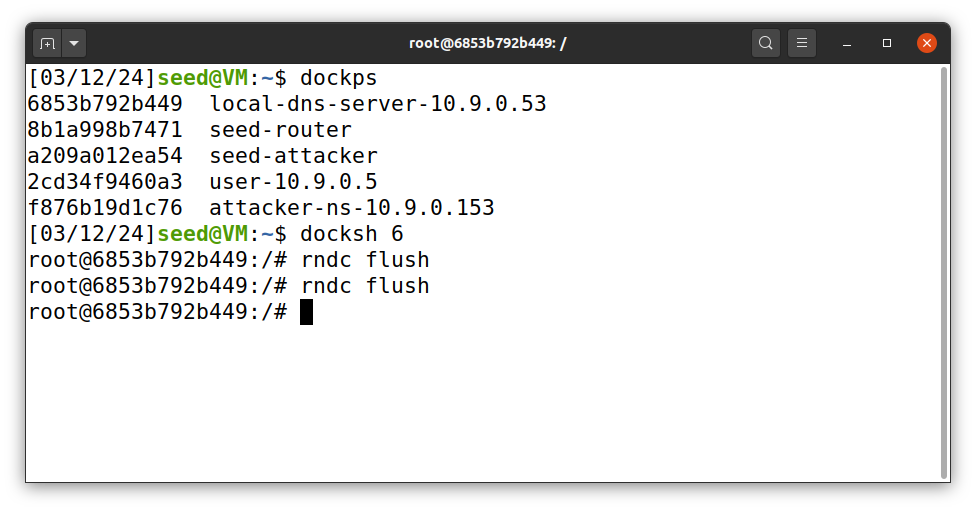 root@6853b792b449: /
[03/12/24]seed@VM:~$ dockps
6853b792b449  local-dns-server-10.9.0.53
8b1a998b7471  seed-router
a209a012ea54  seed-attacker
2cd34f9460a3  user-10.9.0.5
f876b19d1c76  attacker-ns-10.9.0.153
[03/12/24]seed@VM:~$ docksh 6
root@6853b792b449:/# rndc flush
root@6853b792b449:/# rndc flush
root@6853b792b449:/#